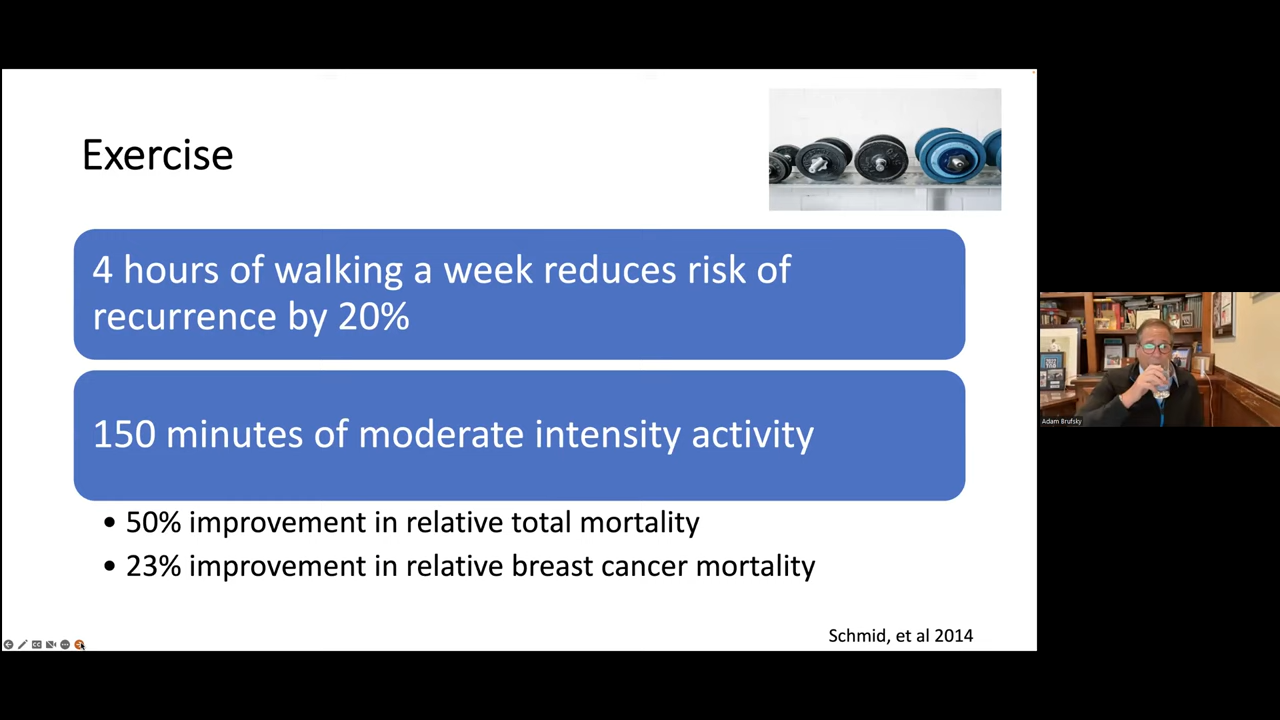 Exercise
4 hours of walking a week reduces risk of
recurrence by 20%
150 minutes of moderate intensity activity
• 50% improvement in relative total mortality
• 23% improvement in relative breast cancer mortality
Schmid, et al 2014
Adam Brufsky